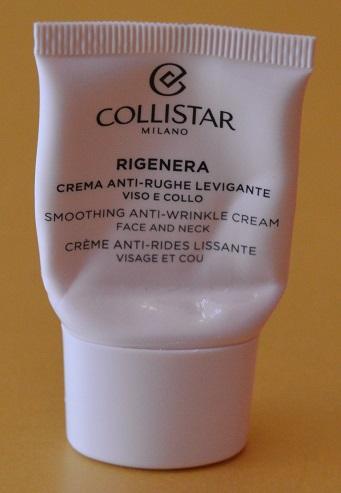 COLLISTAR
MILANO
RIGENERA
CREMA ANTI-RUGHE LEVIGANTE
VISO E COLLO
SMOOTHING ANTI-WRINKLE CREAM
FACE AND NECK
CRÈME ANTI-RIDES LISSANTE
VISAGE ET COU